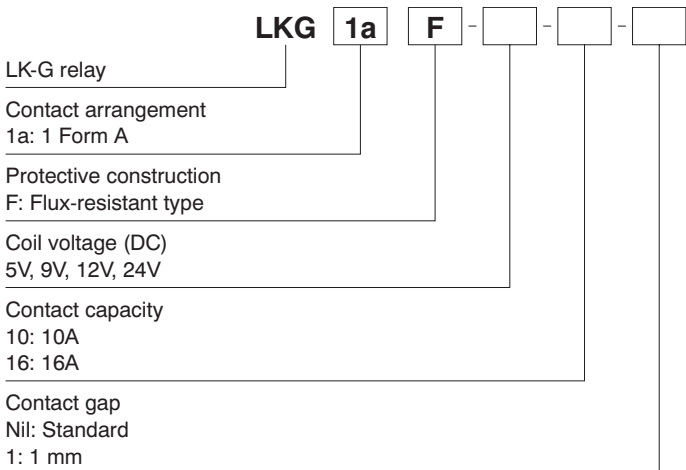 LKG 1a F - - -
LK-G relay
Contact arrangement
1a: 1 Form A
Protective construction
F: Flux-resistant type
Coil voltage (DC)
5V, 9V, 12V, 24V
Contact capacity
10: 10A
16: 16A
Contact gap
Nil: Standard
1: 1 mm